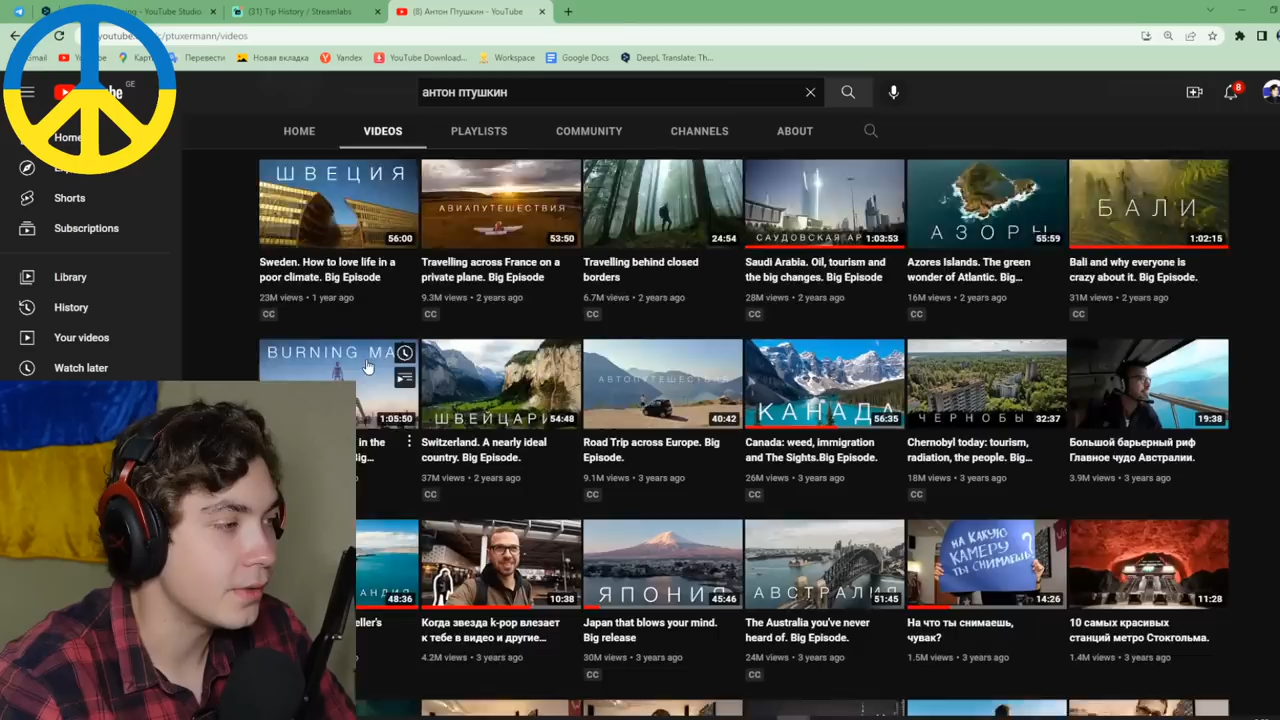 YouTube Studio
(31) Tip History / Streamlabs
(8) Антон Птушкин - YouTube
/ptuxermann/videos
Перевести
Новая вкладка
Yandex
YouTube Download...
Workspace
Google Docs
DeepL Translate: Th...
GE
антон птушкин
8
Home
Shorts
Subscriptions
Library
History
Your videos
Watch later
HOME
VIDEOS
PLAYLISTS
COMMUNITY
CHANNELS
ABOUT
ШВЕЦИЯ
56:00
Sweden. How to love life in a
poor climate. Big Episode
23M views • 1 year ago
CC
АВИАПУТЕШЕСТВИЯ
53:50
Travelling across France on a
private plane. Big Episode
9.3M views • 2 years ago
CC
24:54
Travelling behind closed
borders
6.7M views • 2 years ago
CC
САУДОВСКАЯ АР
1:03:53
Saudi Arabia. Oil, tourism and
the big changes. Big Episode
28M views • 2 years ago
CC
АЗОРЫ
55:59
Azores Islands. The green
wonder of Atlantic. Big...
16M views • 2 years ago
CC
БАЛИ
1:02:15
Bali and why everyone is
crazy about it. Big Episode.
31M views • 2 years ago
CC
BURNING MA
1:05:50
in the
ig...
ШВЕЙЦАРИ
54:48
Switzerland. A nearly ideal
country. Big Episode.
37M views • 2 years ago
CC
АВТОПУТЕШЕСТВИЯ
40:42
Road Trip across Europe. Big
Episode.
9.1M views • 3 years ago
CC
КАНАДА
56:35
Canada: weed, immigration
and The Sights.Big Episode.
26M views • 3 years ago
CC
ЧЕРНОБЫ
32:37
Chernobyl today: tourism,
radiation, the people. Big...
18M views • 3 years ago
CC
19:38
Большой барьерный риф
Главное чудо Австралии.
3.9M views • 3 years ago
АНДИЯ
48:36
eller's
10:38
Когда звезда k-pop влезает
к тебе в видео и другие...
4.2M views • 3 years ago
ЯПОНИЯ
45:46
Japan that blows your mind.
Big release
30M views • 3 years ago
CC
АВСТРАЛИЯ
51:45
The Australia you've never
heard of. Big Episode.
24M views • 3 years ago
CC
НА КАКУЮ
КАМЕРУ
ТЫ СНИМАЕШЬ?
14:26
На что ты снимаешь,
чувак?
1.5M views • 3 years ago
11:28
10 самых красивых
станций метро Стокгольма.
1.4M views • 3 years ago